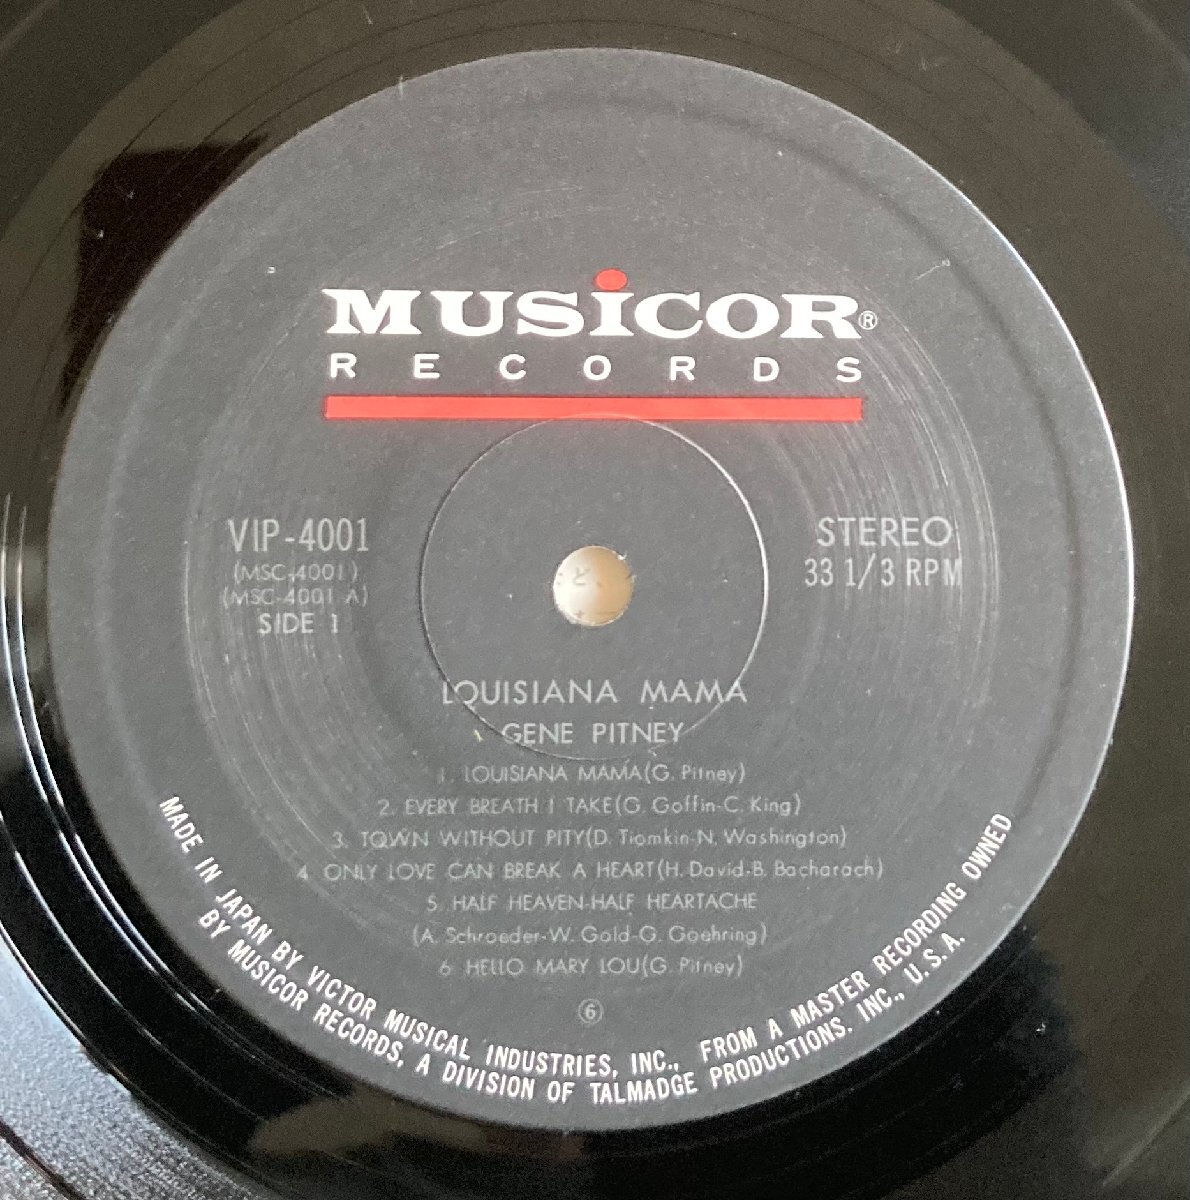 MUSiCOR®
RECORDS
VIP-4001
(MSC-4001)
(MSC-4001 A)
SIDE 1
STEREO
33 1/3 RPM
LOUISIANA MAMA
GENE PITNEY
1. LOUISIANA MAMA(G. Pitney)
2. EVERY BREATH I TAKE(G. Goffin-C. King)
3. TOWN WITHOUT PITY(D. Tiomkin-N. Washington)
4. ONLY LOVE CAN BREAK A HEART(H. David-B. Bacharach)
5. HALF HEAVEN-HALF HEARTACHE
(A. Schroeder-W. Gold-G. Goehring)
6 HELLO MARY LOU(G. Pitney)
⑥
MADE IN JAPAN BY VICTOR MUSICAL INDUSTRIES, INC., FROM A MASTER RECORDING OWNED
BY MUSICOR RECORDS, A DIVISION OF TALMADGE PRODUCTIONS. INC., U.S.A.